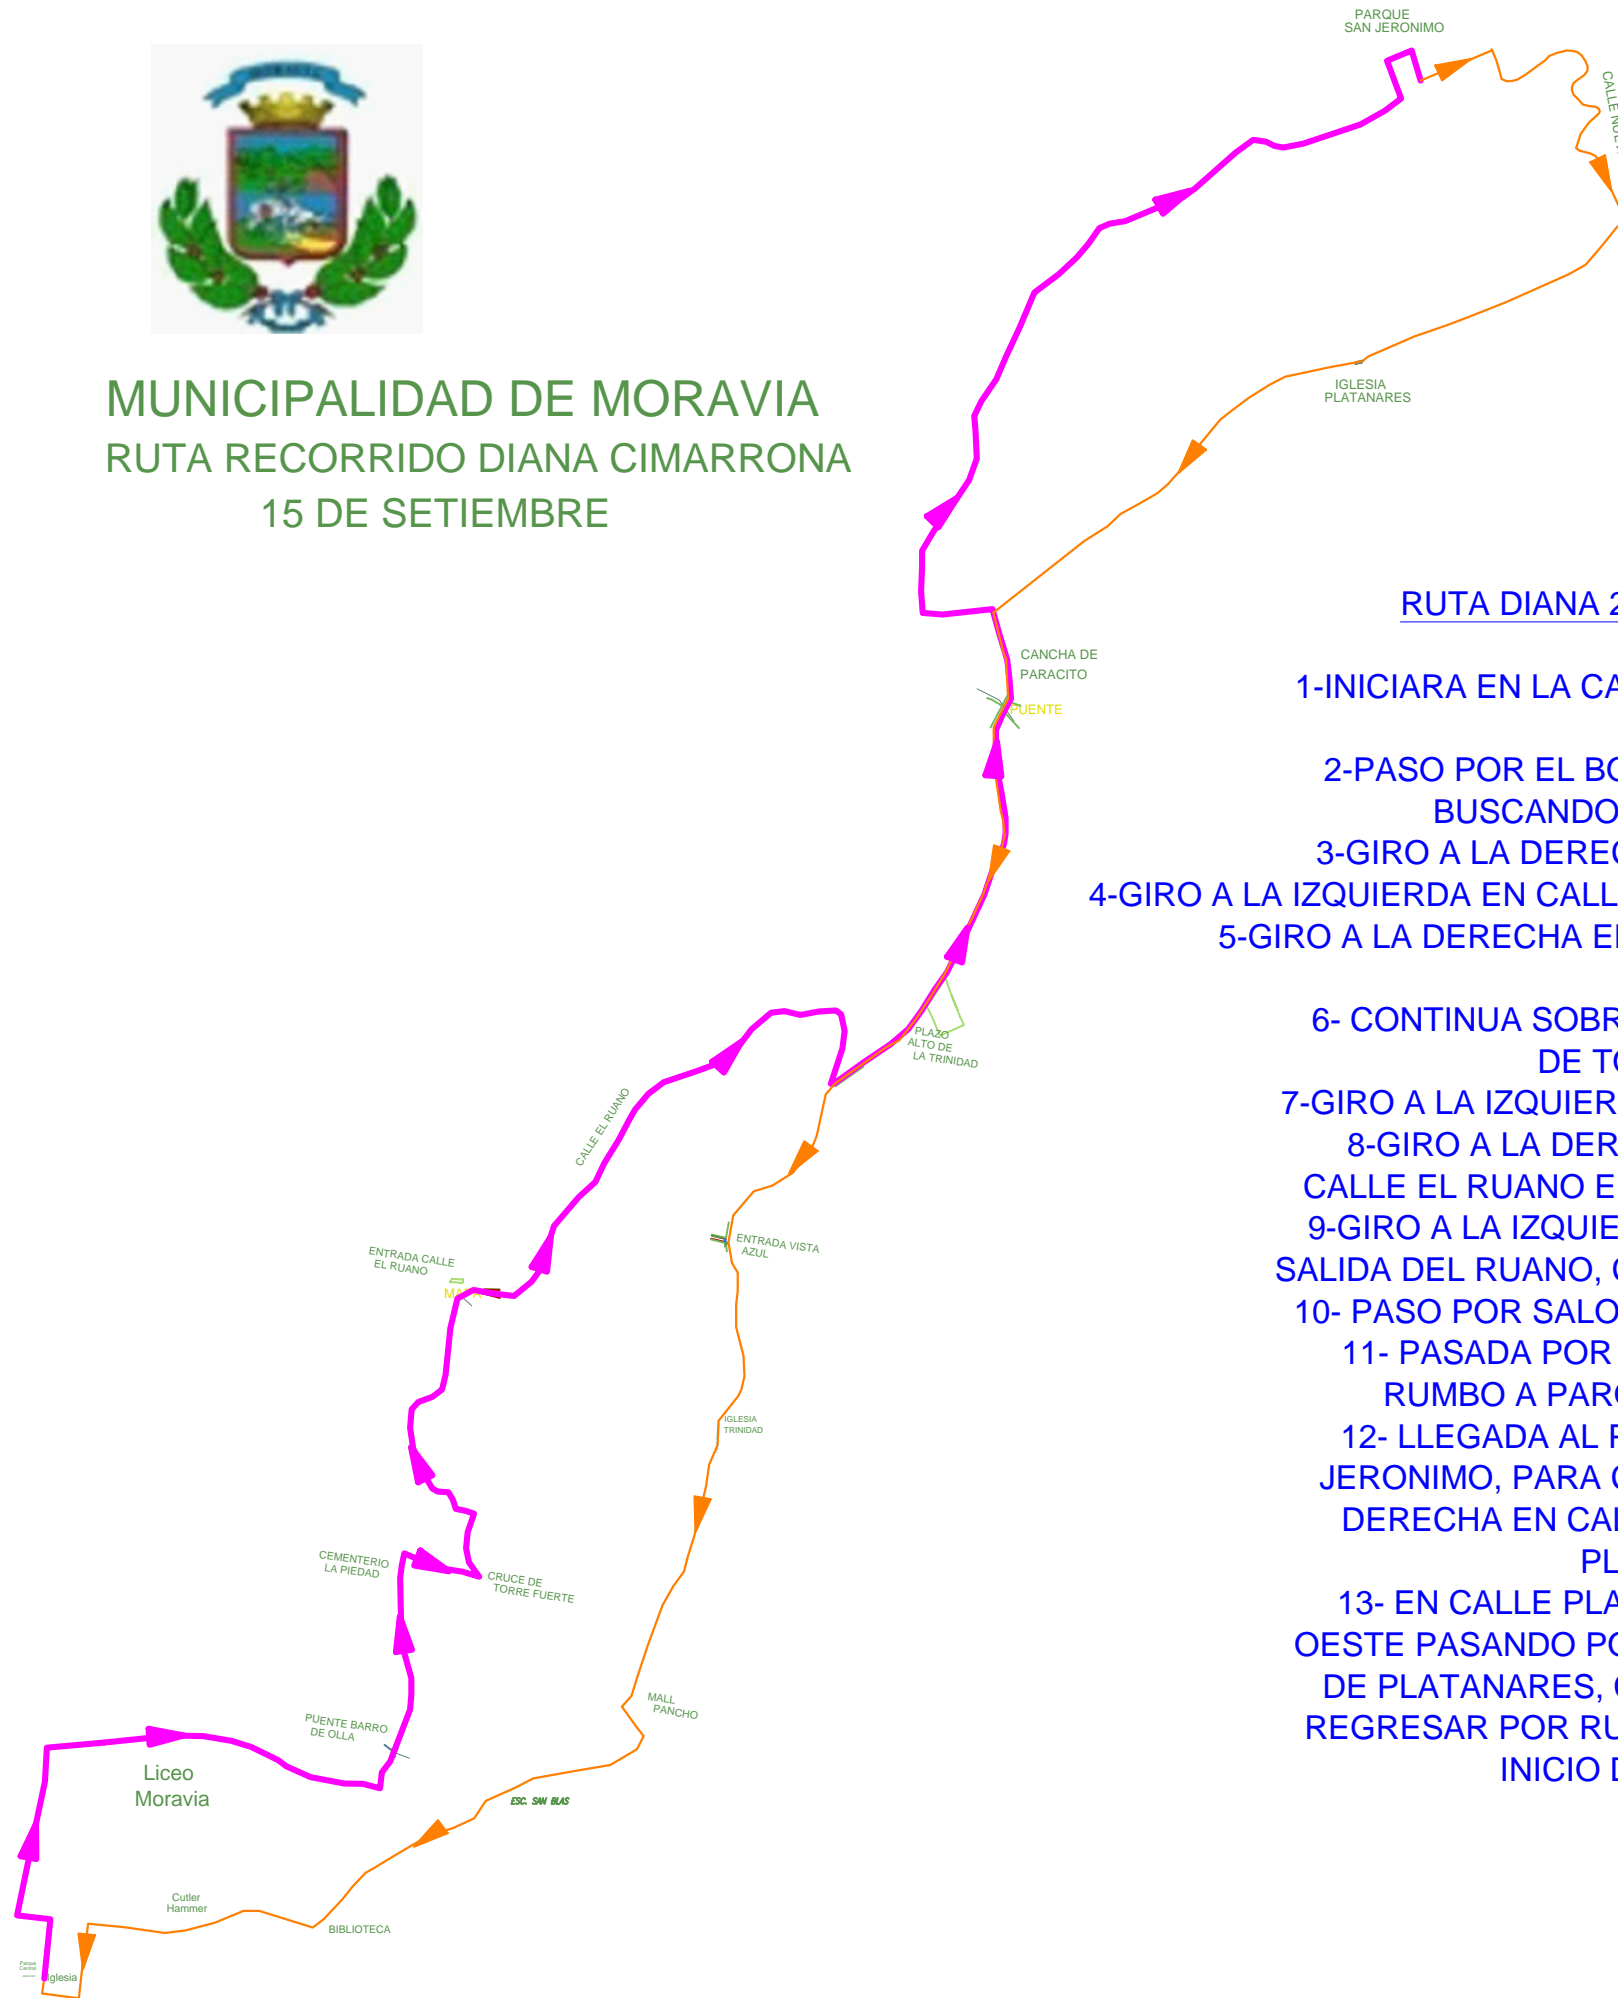 MUNICIPALIDAD DE MORAVIA
RUTA RECORRIDO DIANA CIMARRONA
15 DE SETIEMBRE
PARQUE
SAN JERONIMO
IGLESIA
PLATANARES
CANCHA DE
PARACITO
PUENTE
PLAZO
ALTO DE
LA TRINIDAD
CALLE EL RUANO
ENTRADA VISTA
AZUL
ENTRADA CALLE
EL RUANO
IGLESIA
TRINIDAD
CEMENTERIO
LA PIEDAD
CRUCE DE
TORRE FUERTE
MALL
PANCHO
PUENTE BARRO
DE OLLA
Liceo
Moravia
ESC. SAN BLAS
Cutler
Hammer
BIBLIOTECA
Parque
Central
Iglesia
RUTA DIANA 2
1-INICIARA EN LA CA
2-PASO POR EL BO
BUSCANDO
3-GIRO A LA DEREC
4-GIRO A LA IZQUIERDA EN CALL
5-GIRO A LA DERECHA E
6- CONTINUA SOBR
DE TO
7-GIRO A LA IZQUIER
8-GIRO A LA DER
CALLE EL RUANO E
9-GIRO A LA IZQUIE
SALIDA DEL RUANO,
10- PASO POR SALO
11- PASADA POR
RUMBO A PARQ
12- LLEGADA AL
JERONIMO, PARA
DERECHA EN CAL
PL
13- EN CALLE PLA
OESTE PASANDO PO
DE PLATANARES,
REGRESAR POR RU
INICIO